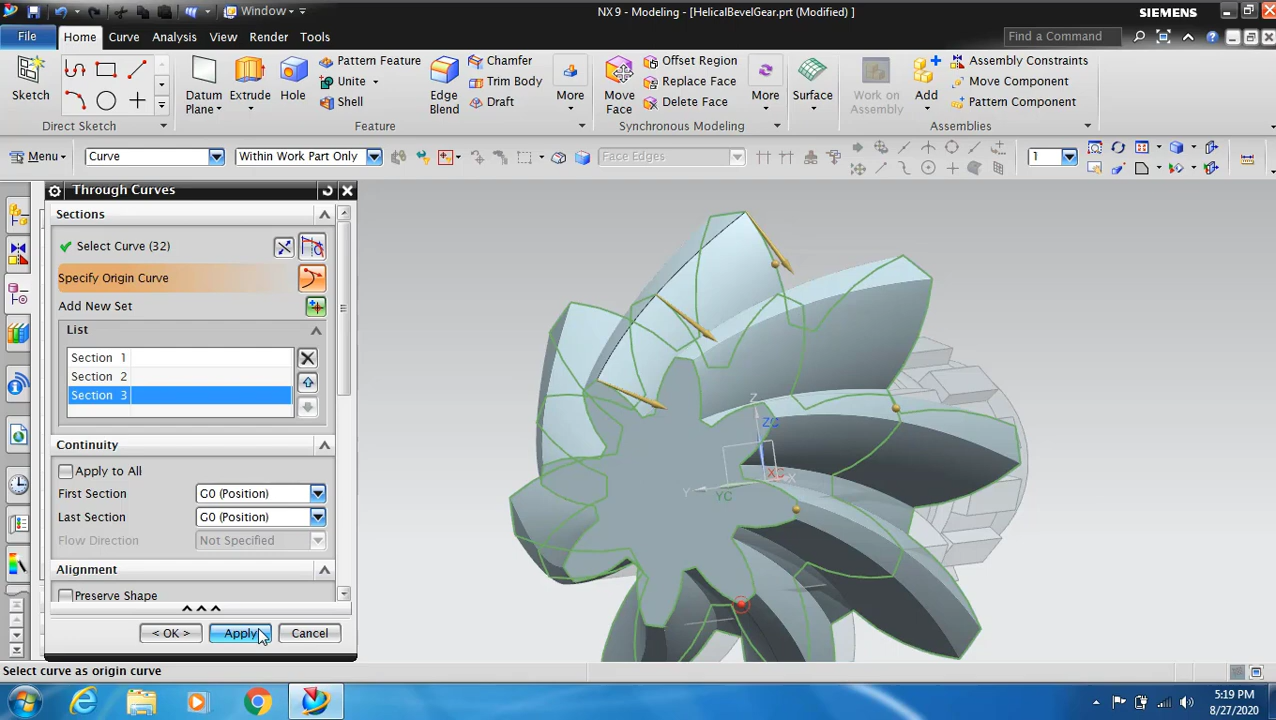 Window
NX 9 - Modeling - [HelicalBevelGear.prt (Modified) ]
SIEMENS
File
Home
Curve
Analysis
View
Render
Tools
Find a Command
Sketch
Direct Sketch
Datum Plane
Extrude
Hole
Pattern Feature
Unite
Shell
Edge Blend
Chamfer
Trim Body
Draft
More
Feature
Move Face
Offset Region
Replace Face
Delete Face
More
Synchronous Modeling
Surface
Work on Assembly
Add
Assembly Constraints
Move Component
Pattern Component
Assemblies
Menu
Curve
Within Work Part Only
Face Edges
1
Through Curves
Sections
Select Curve (32)
Specify Origin Curve
Add New Set
List
Section 1
Section 2
Section 3
Continuity
Apply to All
First Section
G0 (Position)
Last Section
G0 (Position)
Flow Direction
Not Specified
Alignment
Preserve Shape
< OK >
Apply
Cancel
Z
ZC
XC
X
Y
YC
Select curve as origin curve
5:19 PM
8/27/2020